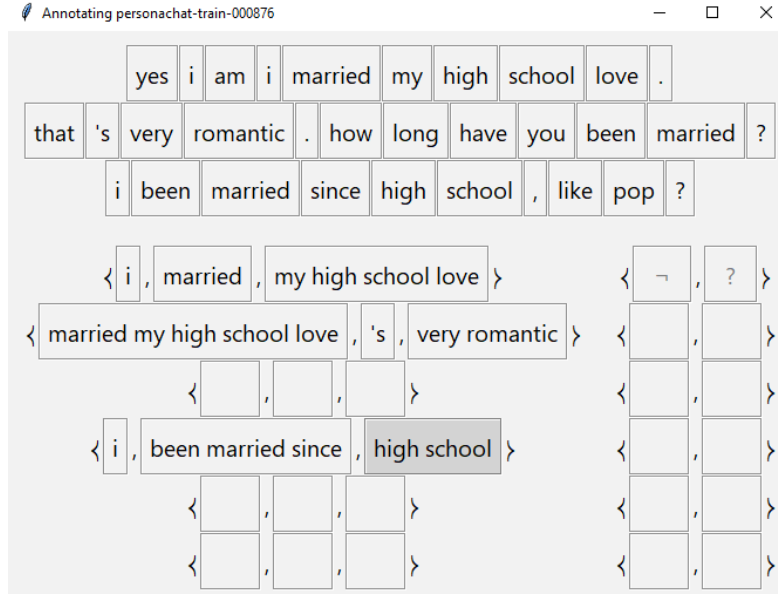 Annotating personachat-train-000876
yes i am i married my high school love .
that 's very romantic . how long have you been married ?
i been married since high school , like pop ?
⟨ i , married , my high school love ⟩ ⟨ ¬ , ? ⟩
⟨ married my high school love , 's , very romantic ⟩ ⟨ , ⟩
⟨ , , ⟩ ⟨ , ⟩
⟨ i , been married since , high school ⟩ ⟨ , ⟩
⟨ , , ⟩ ⟨ , ⟩
⟨ , , ⟩ ⟨ , ⟩